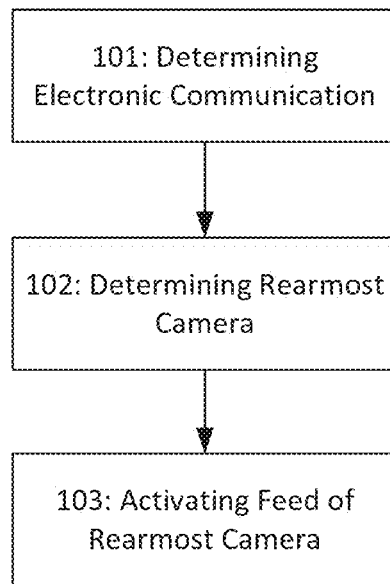 101: Determining
Electronic Communication
102: Determining Rearmost
Camera
103: Activating Feed of
Rearmost Camera